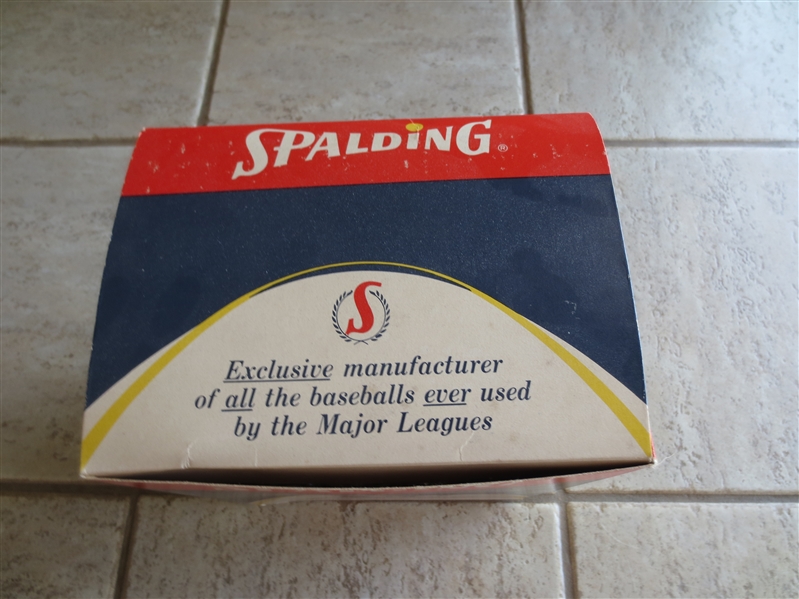 SPALDING ®
S
Exclusive manufacturer
of all the baseballs ever used
by the Major Leagues